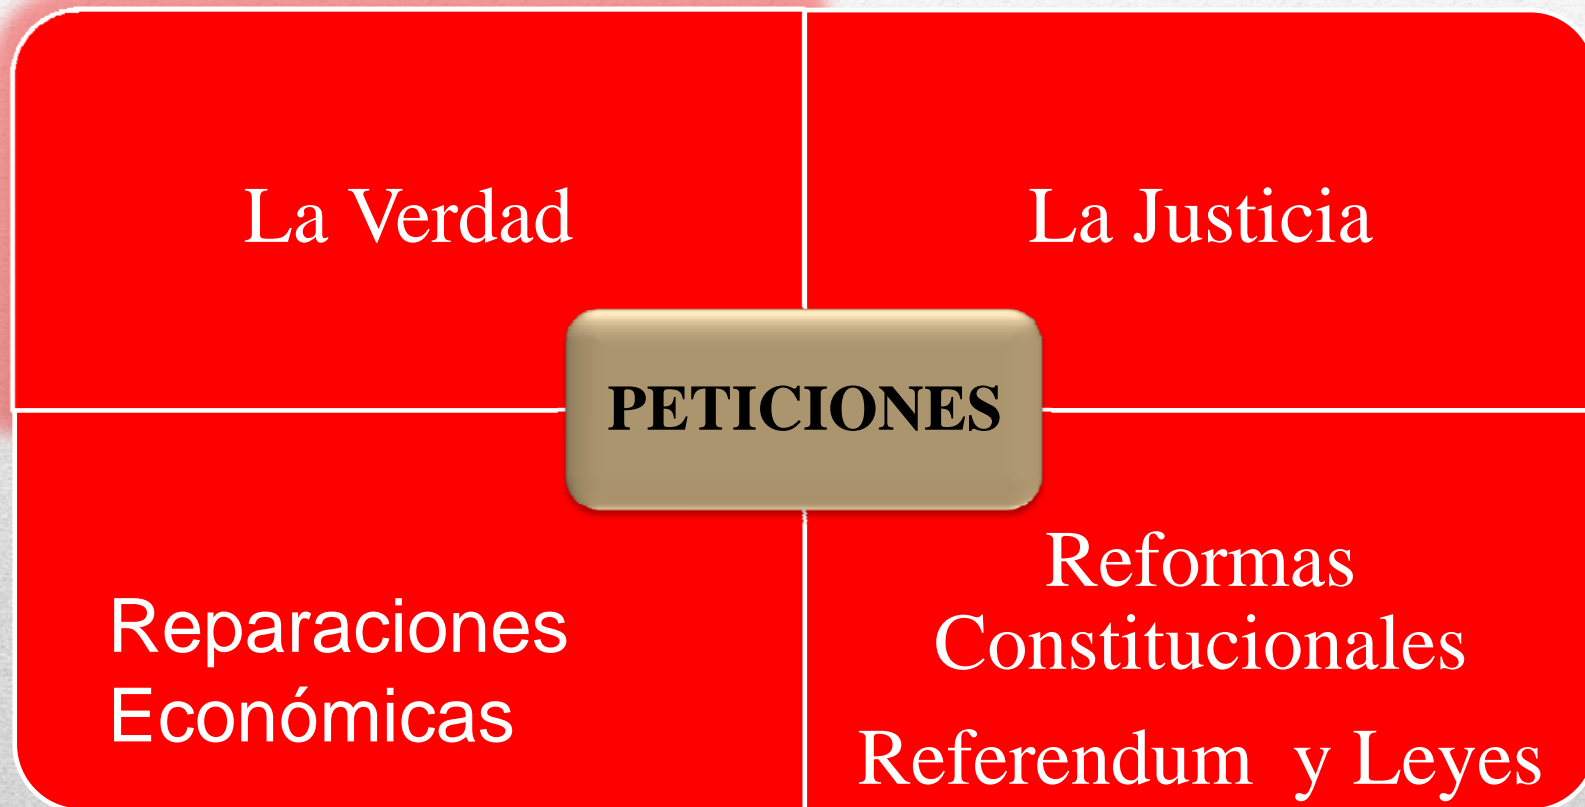 La Verdad
La Justicia
PETICIONES
Reparaciones
Económicas
Reformas
Constitucionales
Referendum y Leyes